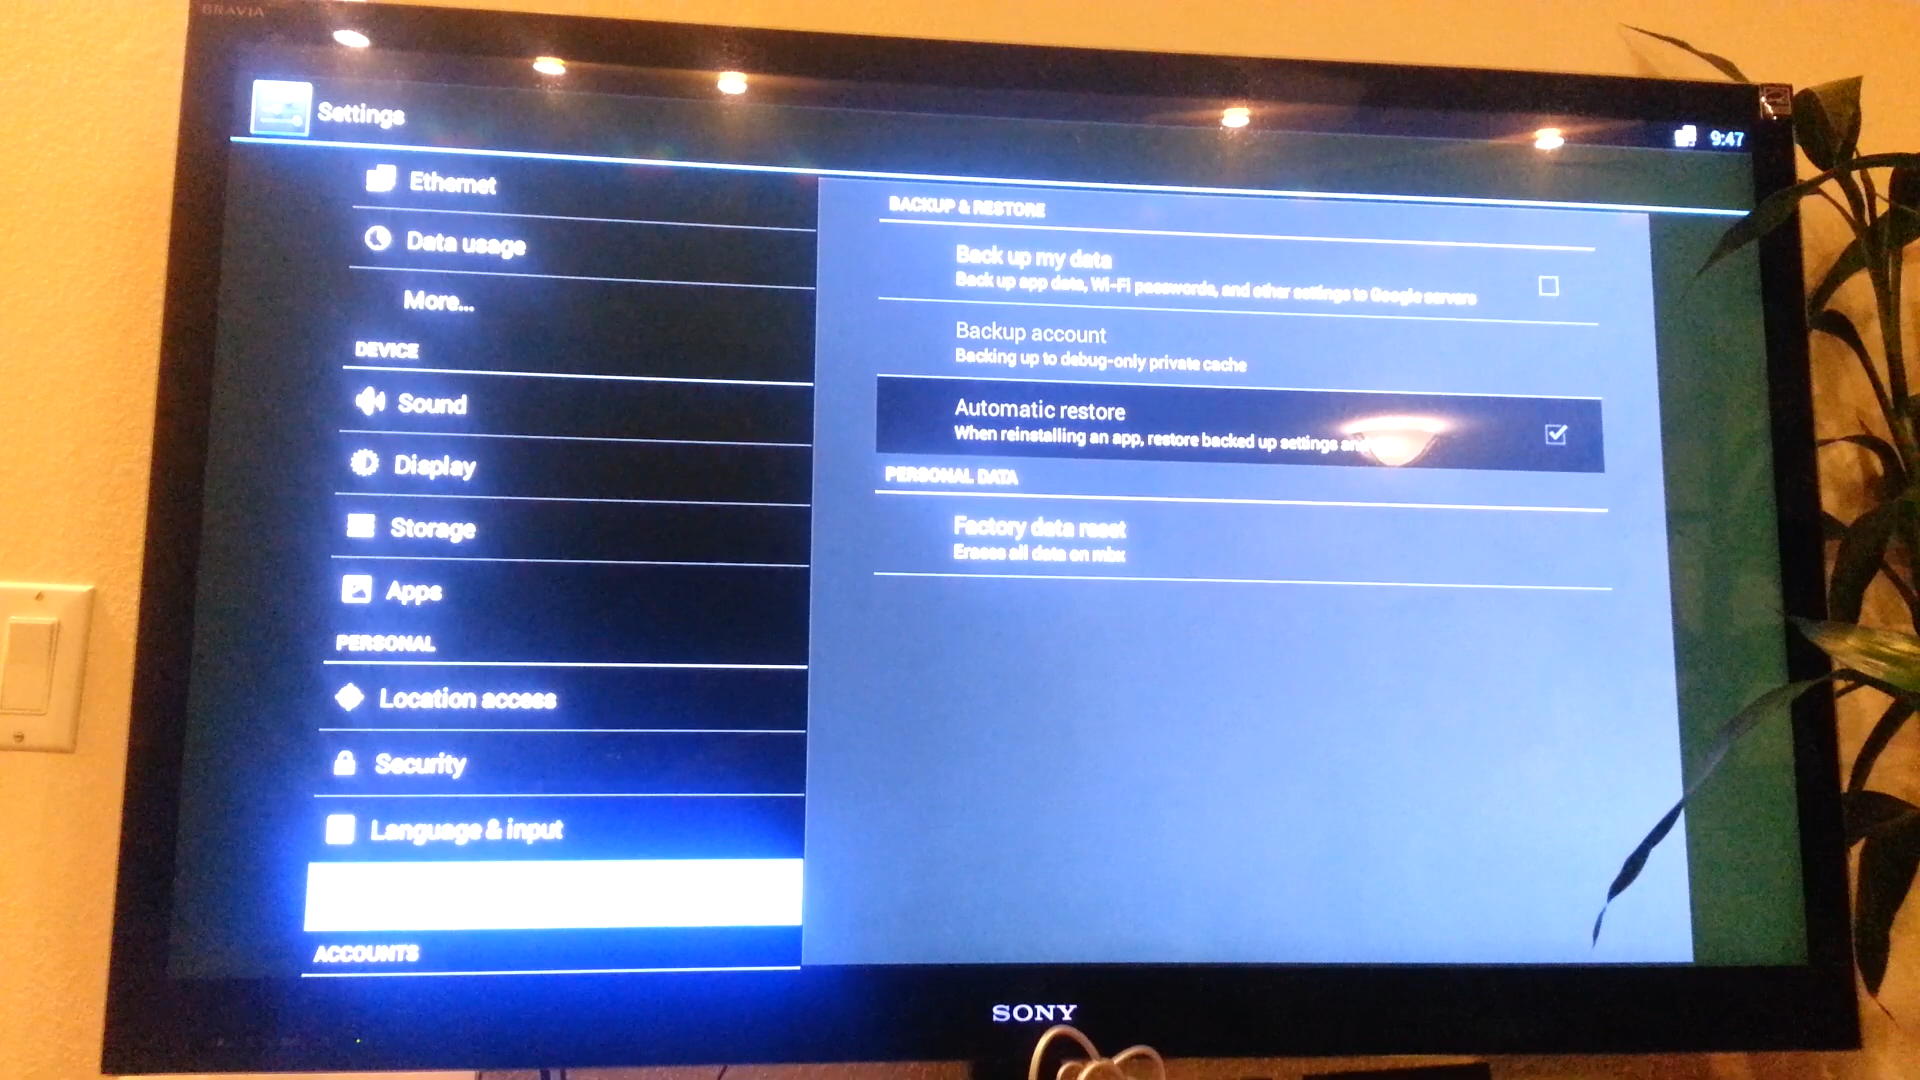 BRAVIA
Settings
9:47
Ethernet
Data usage
More...
DEVICE
Sound
Display
Storage
Apps
PERSONAL
Location access
Security
Language & input
ACCOUNTS
BACKUP & RESTORE
Back up my data
Back up app data, Wi-Fi passwords, and other settings to Google servers
Backup account
Backing up to debug-only private cache
Automatic restore
When reinstalling an app, restore backed up settings
PERSONAL DATA
Factory data reset
Erases all data on mbx
SONY